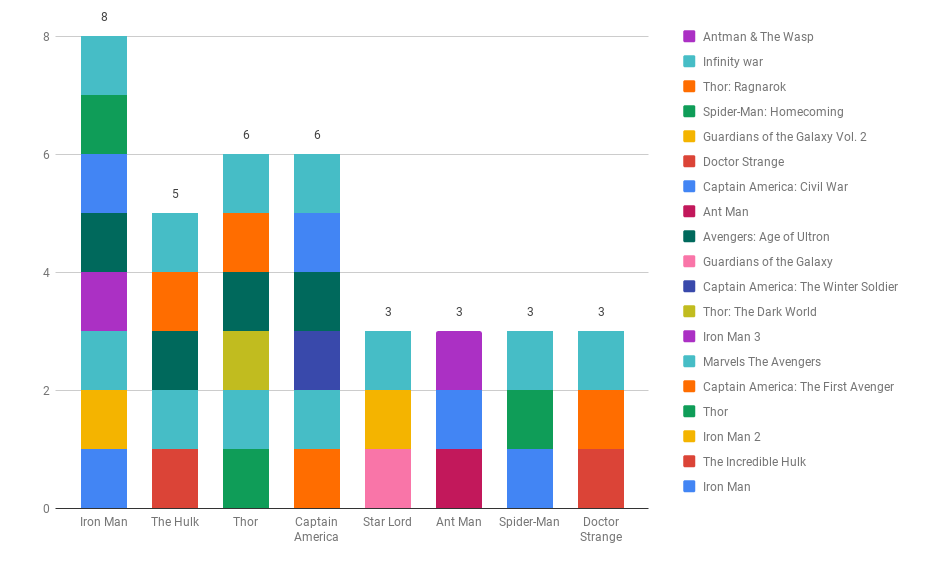 8
8
6
4
2
0
5
6
6
3
3
3
3
Iron Man
The Hulk
Thor
Captain
America
Star Lord
Ant Man
Spider-Man
Doctor
Strange
Antman & The Wasp
Infinity war
Thor: Ragnarok
Spider-Man: Homecoming
Guardians of the Galaxy Vol. 2
Doctor Strange
Captain America: Civil War
Ant Man
Avengers: Age of Ultron
Guardians of the Galaxy
Captain America: The Winter Soldier
Thor: The Dark World
Iron Man 3
Marvels The Avengers
Captain America: The First Avenger
Thor
Iron Man 2
The Incredible Hulk
Iron Man